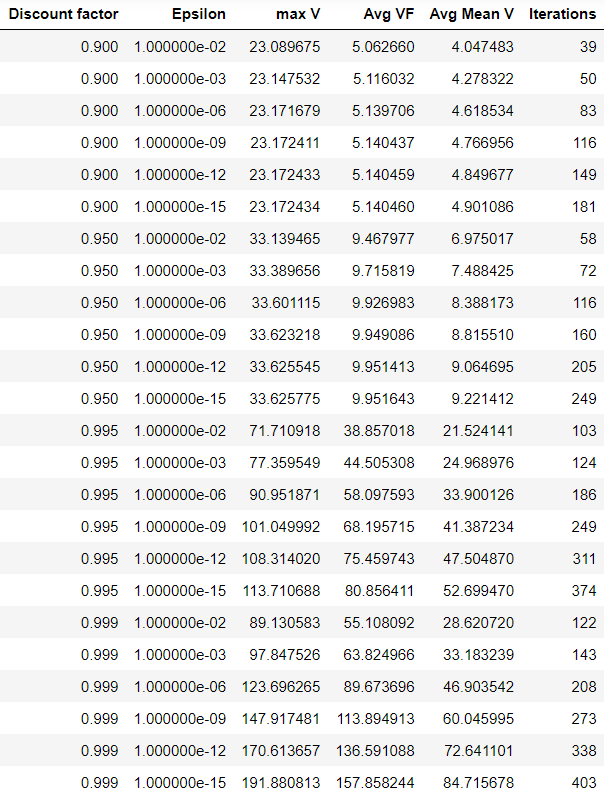 Discount factor Epsilon max V Avg VF Avg Mean V Iterations
0.900 1.000000e-02 23.089675 5.062660 4.047483 39
0.900 1.000000e-03 23.147532 5.116032 4.278322 50
0.900 1.000000e-06 23.171679 5.139706 4.618534 83
0.900 1.000000e-09 23.172411 5.140437 4.766956 116
0.900 1.000000e-12 23.172433 5.140459 4.849677 149
0.900 1.000000e-15 23.172434 5.140460 4.901086 181
0.950 1.000000e-02 33.139465 9.467977 6.975017 58
0.950 1.000000e-03 33.389656 9.715819 7.488425 72
0.950 1.000000e-06 33.601115 9.926983 8.388173 116
0.950 1.000000e-09 33.623218 9.949086 8.815510 160
0.950 1.000000e-12 33.625545 9.951413 9.064695 205
0.950 1.000000e-15 33.625775 9.951643 9.221412 249
0.995 1.000000e-02 71.710918 38.857018 21.524141 103
0.995 1.000000e-03 77.359549 44.505308 24.968976 124
0.995 1.000000e-06 90.951871 58.097593 33.900126 186
0.995 1.000000e-09 101.049992 68.195715 41.387234 249
0.995 1.000000e-12 108.314020 75.459743 47.504870 311
0.995 1.000000e-15 113.710688 80.856411 52.699470 374
0.999 1.000000e-02 89.130583 55.108092 28.620720 122
0.999 1.000000e-03 97.847526 63.824966 33.183239 143
0.999 1.000000e-06 123.696265 89.673696 46.903542 208
0.999 1.000000e-09 147.917481 113.894913 60.045995 273
0.999 1.000000e-12 170.613657 136.591088 72.641101 338
0.999 1.000000e-15 191.880813 157.858244 84.715678 403